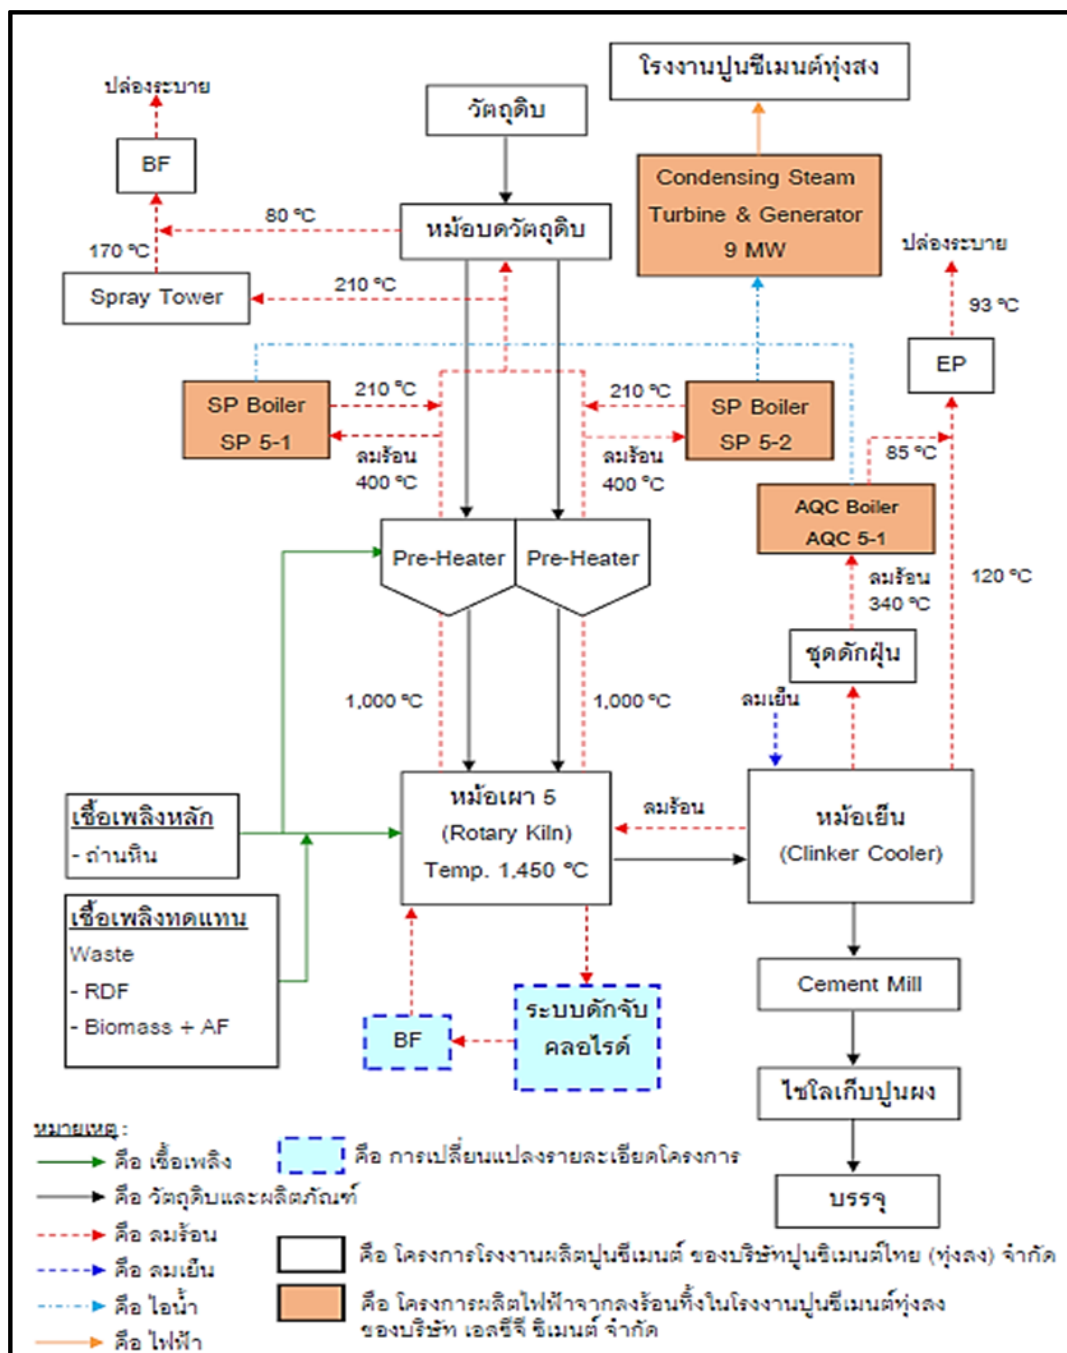 โรงงานปูนซีเมนต์ทุ่งสง
ปล่องระบาย
วัตถุดิบ
BF
Condensing Steam
Turbine & Generator
9 MW
80 °C
หม้อบดวัตถุดิบ
170 °C
ปล่องระบาย
Spray Tower
210 °C
93 °C
EP
SP Boiler
SP 5-1
210 °C
ลมร้อน
400 °C
210 °C
ลมร้อน
400 °C
SP Boiler
SP 5-2
85 °C
AQC Boiler
AQC 5-1
Pre-Heater
Pre-Heater
ลมร้อน
340 °C
120 °C
ชุดดักฝุ่น
1,000 °C
1,000 °C
ลมเย็น
เชื้อเพลิงหลัก
- ถ่านหิน
หม้อเผา 5
(Rotary Kiln)
Temp. 1,450 °C
ลมร้อน
หม้อเย็น
(Clinker Cooler)
เชื้อเพลิงทดแทน
Waste
- RDF
- Biomass + AF
BF
ระบบดักจับ
คลอไรด์
Cement Mill
ไซโลเก็บปูนผง
บรรจุ
หมายเหตุ :
คือ เชื้อเพลิง
คือ วัตถุดิบและผลิตภัณฑ์
คือ ลมร้อน
คือ ลมเย็น
คือ ไอน้ำ
คือ ไฟฟ้า
คือ การเปลี่ยนแปลงรายละเอียดโครงการ
คือ โครงการโรงงานผลิตปูนซีเมนต์ ของบริษัทปูนซิเมนต์ไทย (ทุ่งสง) จำกัด
คือ โครงการผลิตไฟฟ้าจากลงร้อนทิ้งในโรงงานปูนซีเมนต์ทุ่งสง
ของบริษัท เอสซีจี ซิเมนต์ จำกัด